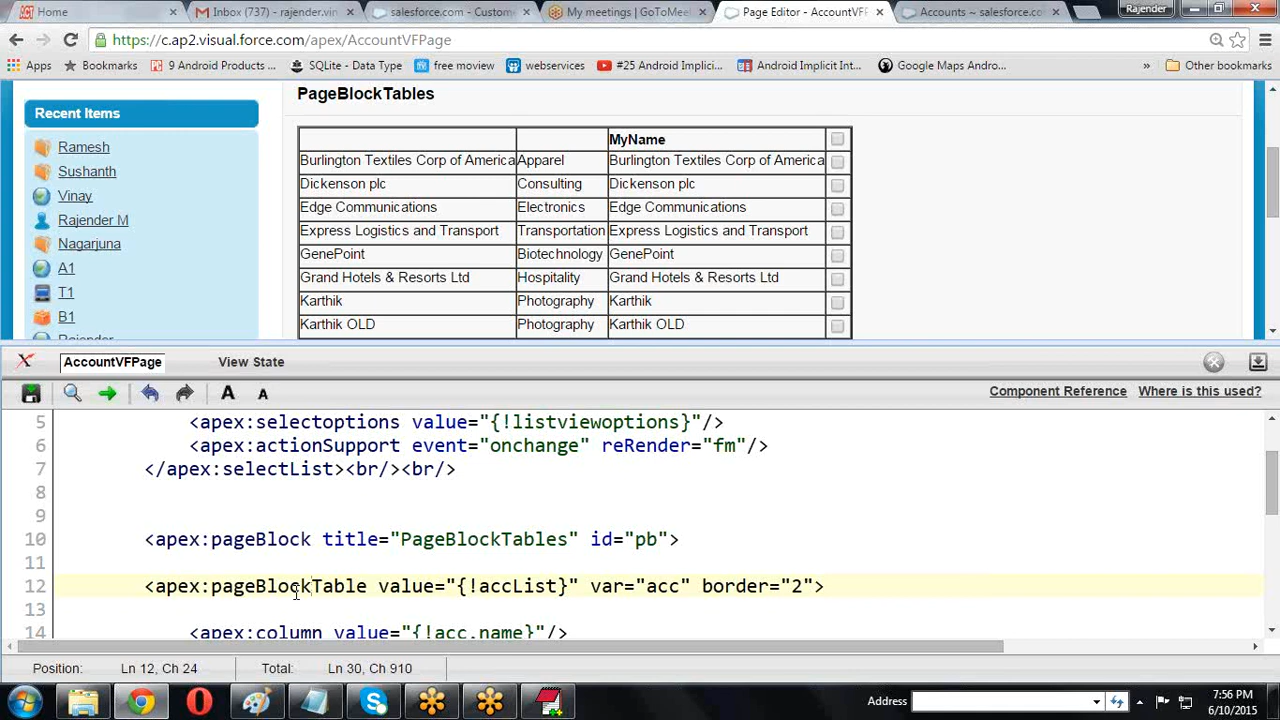 Home
Inbox (737) - rajender.vin
salesforce.com - Custome
My meetings | GoToMeet
Page Editor - AccountVFP
Accounts ~ salesforce.co
Rajender
https://c.ap2.visual.force.com/apex/AccountVFPage
Apps
Bookmarks
9 Android Products ...
SQLite - Data Type
free moview
webservices
#25 Android Implici...
Android Implicit Int...
Google Maps Andro...
»
Other bookmarks
Recent Items
Ramesh
Sushanth
Vinay
Rajender M
Nagarjuna
A1
T1
B1
Rajender
PageBlockTables
MyName
Burlington Textiles Corp of America Apparel Burlington Textiles Corp of America
Dickenson plc Consulting Dickenson plc
Edge Communications Electronics Edge Communications
Express Logistics and Transport Transportation Express Logistics and Transport
GenePoint Biotechnology GenePoint
Grand Hotels & Resorts Ltd Hospitality Grand Hotels & Resorts Ltd
Karthik Photography Karthik
Karthik OLD Photography Karthik OLD
AccountVFPage View State
A A
Component Reference Where is this used?
5 <apex:selectoptions value="{!listviewoptions}"/>
6 <apex:actionSupport event="onchange" reRender="fm"/>
7 </apex:selectList><br/><br/>
8
9
10 <apex:pageBlock title="PageBlockTables" id="pb">
11
12 <apex:pageBlockTable value="{!accList}" var="acc" border="2">
13
14 <apex:column value="{!acc.name}"/>
Position: Ln 12, Ch 24 Total: Ln 30, Ch 910
Address
7:56 PM
6/10/2015